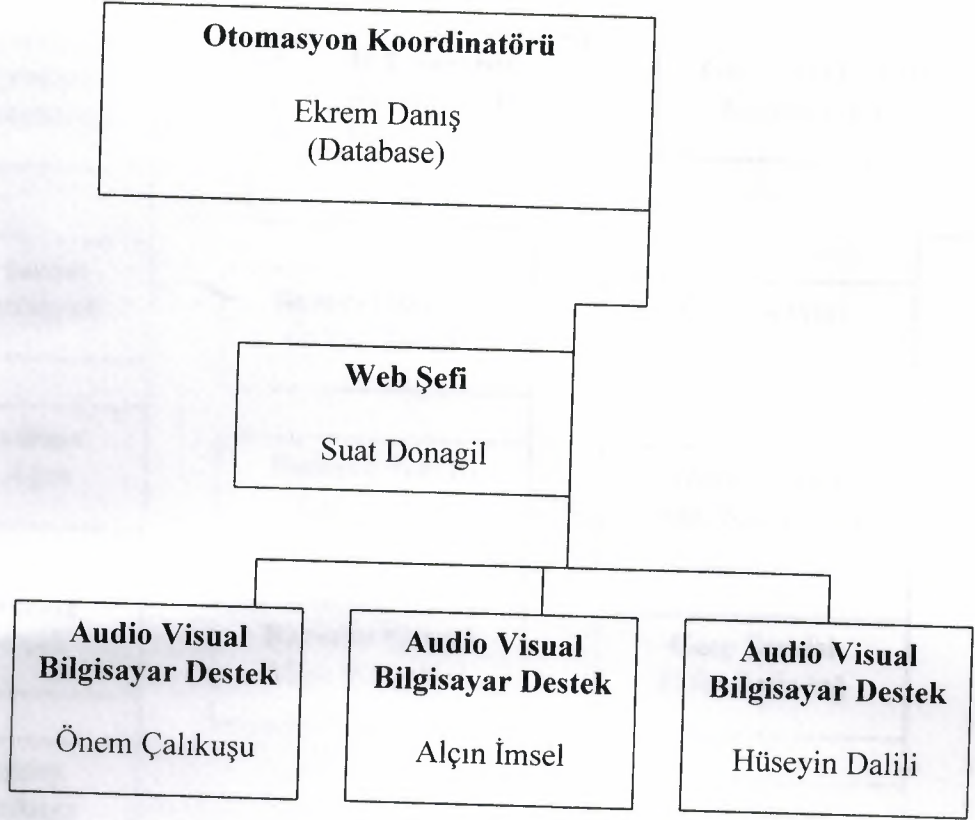 Otomasyon Koordinatörü
Ekrem Danış
(Database)
Web Şefi
Suat Donagil
Audio Visual
Bilgisayar Destek
Önem Çalıkuşu
Audio Visual
Bilgisayar Destek
Alçın İmsel
Audio Visual
Bilgisayar Destek
Hüseyin Dalili